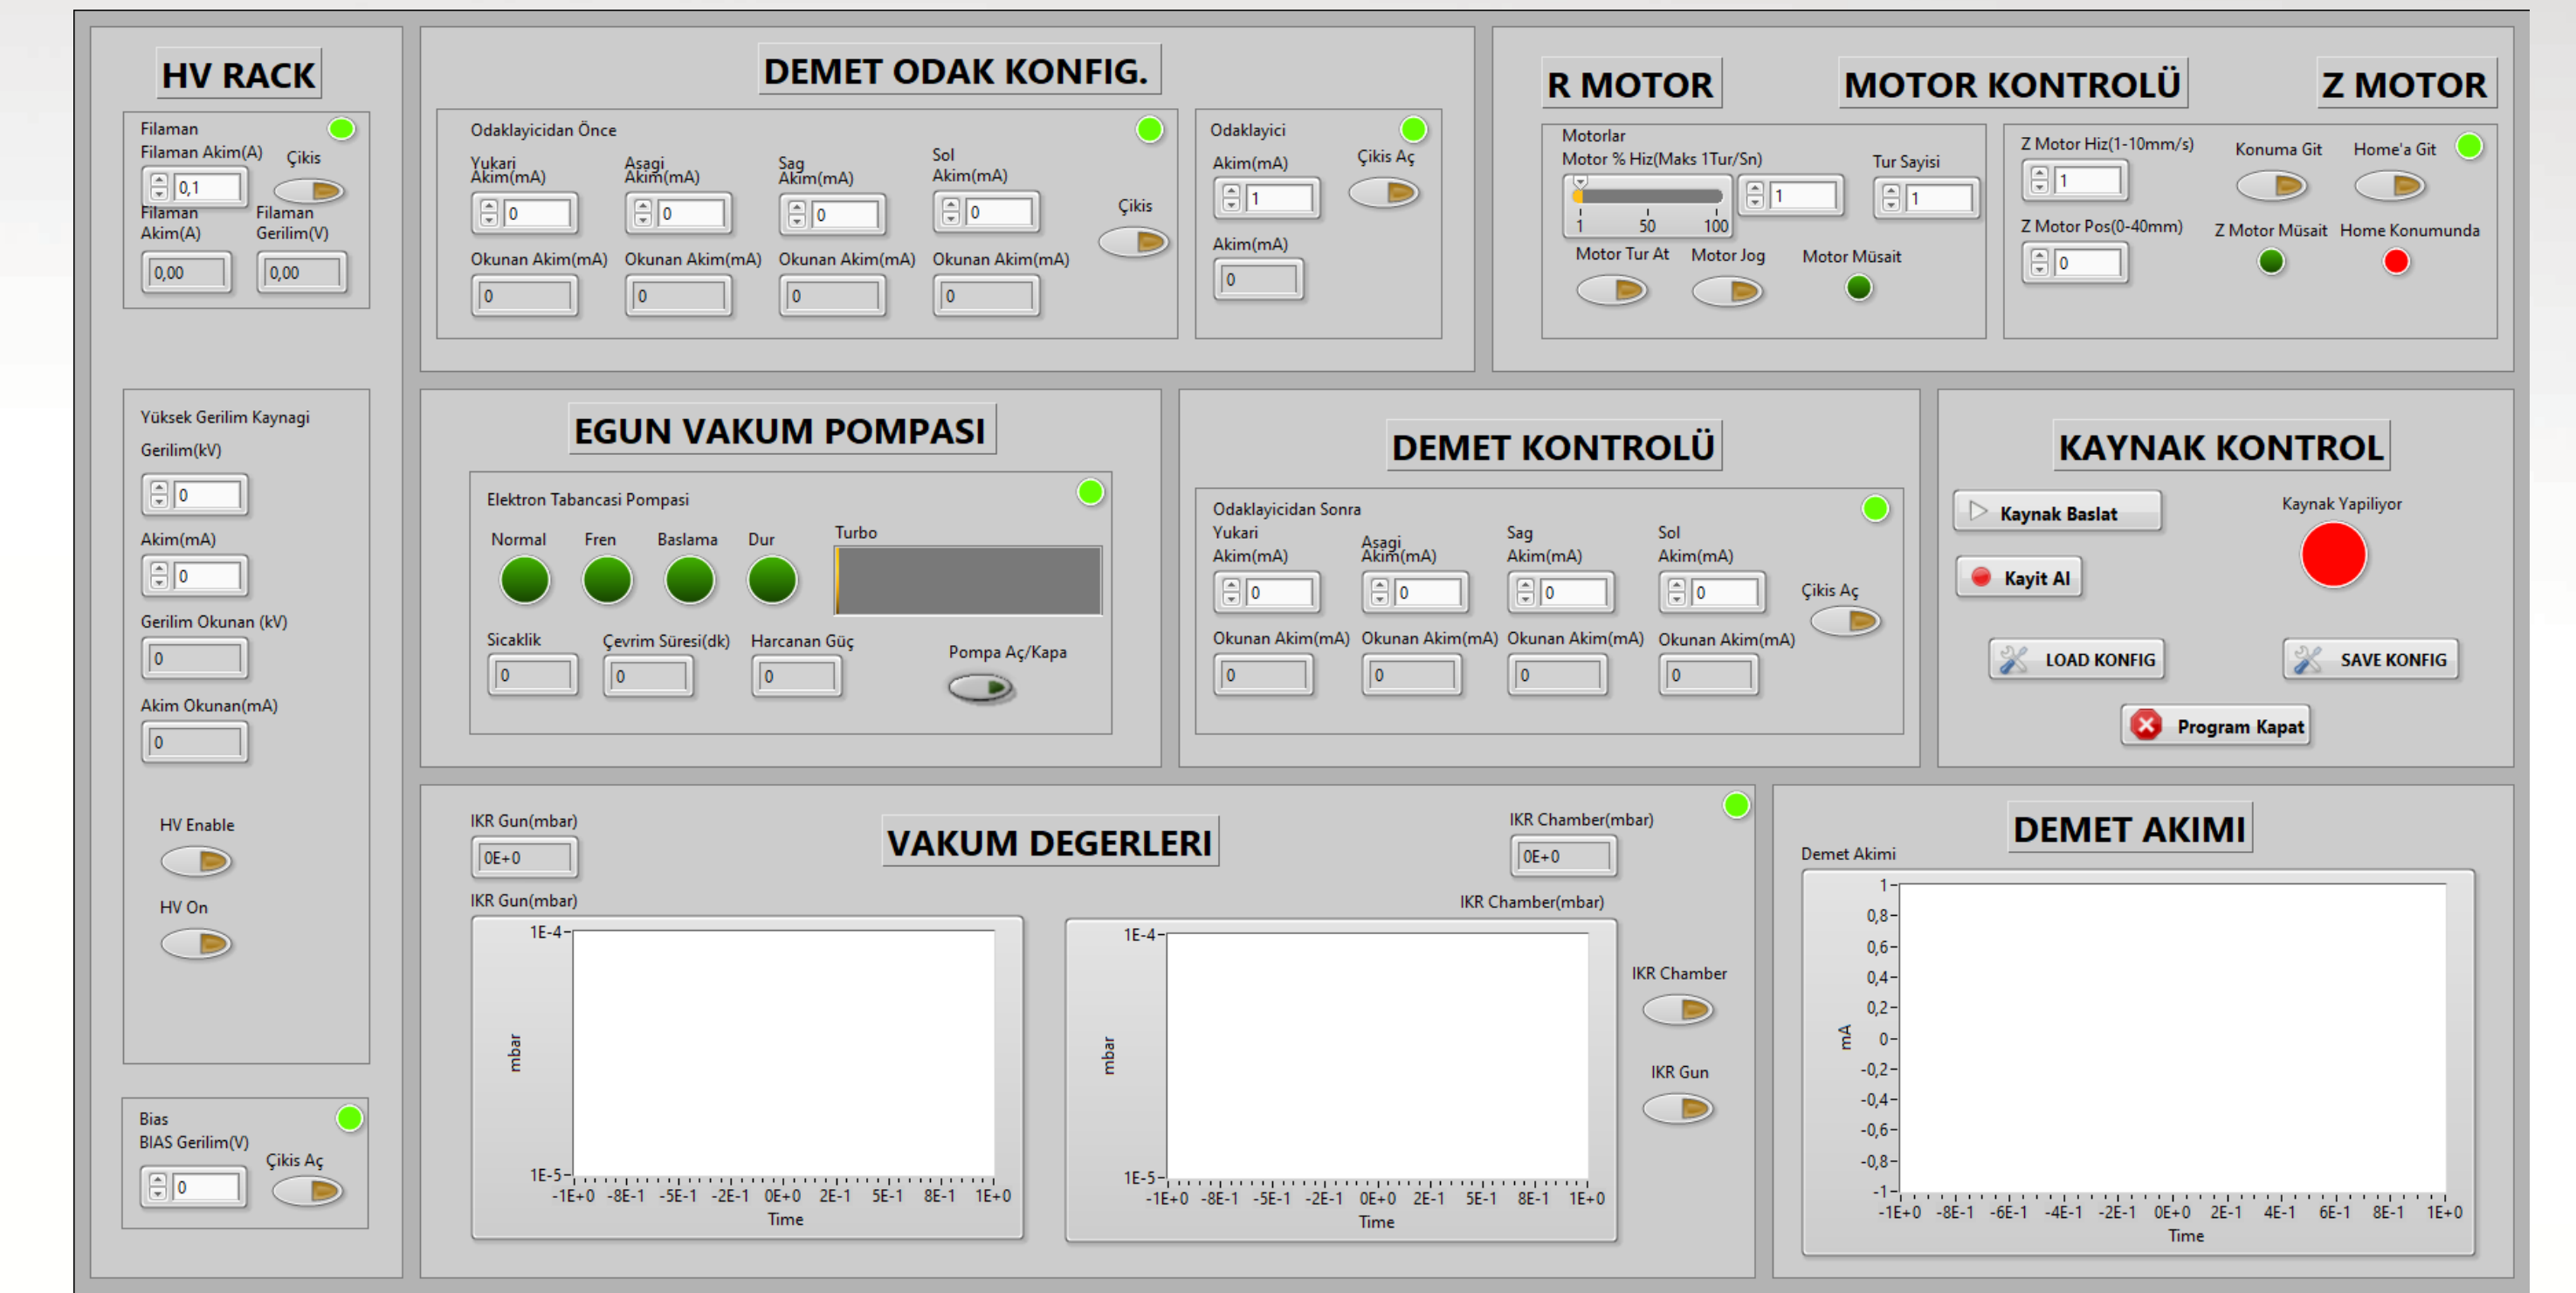 HV RACK
Filaman
Filaman Akim(A)
Çikis
0,1
Filaman Akim(A)
Filaman Gerilim(V)
0,00
0,00
Yüksek Gerilim Kaynagi
Gerilim(kV)
0
Akim(mA)
0
Gerilim Okunan (kV)
0
Akim Okunan(mA)
0
HV Enable
HV On
Bias
BIAS Gerilim(V)
Çikis Aç
0
DEMET ODAK KONFIG.
Odaklayicidan Önce
Yukari Akim(mA)
Asagi Akim(mA)
Sag Akim(mA)
Sol Akim(mA)
0
0
0
0
Çikis
Okunan Akim(mA)
Okunan Akim(mA)
Okunan Akim(mA)
Okunan Akim(mA)
0
0
0
0
Odaklayici
Akim(mA)
Çikis Aç
1
Akim(mA)
0
R MOTOR
MOTOR KONTROLÜ
Z MOTOR
Motorlar
Motor % Hiz(Maks 1Tur/Sn)
Tur Sayisi
1
1
1 50 100
Motor Tur At
Motor Jog
Motor Müsait
Z Motor Hiz(1-10mm/s)
Konuma Git
Home'a Git
1
Z Motor Pos(0-40mm)
Z Motor Müsait
Home Konumunda
0
EGUN VAKUM POMPASI
Elektron Tabancasi Pompasi
Normal
Fren
Baslama
Dur
Turbo
Sicaklik
Çevrim Süresi(dk)
Harcanan Güç
Pompa Aç/Kapa
0
0
0
DEMET KONTROLÜ
Odaklayicidan Sonra
Yukari Akim(mA)
Asagi Akim(mA)
Sag Akim(mA)
Sol Akim(mA)
0
0
0
0
Çikis Aç
Okunan Akim(mA)
Okunan Akim(mA)
Okunan Akim(mA)
Okunan Akim(mA)
0
0
0
0
KAYNAK KONTROL
Kaynak Baslat
Kaynak Yapiliyor
Kayit Al
LOAD KONFIG
SAVE KONFIG
Program Kapat
VAKUM DEGERLERI
IKR Gun(mbar)
0E+0
IKR Chamber(mbar)
0E+0
IKR Gun(mbar)
1E-4
mbar
1E-5
-1E+0 -8E-1 -5E-1 -2E-1 0E+0 2E-1 5E-1 8E-1 1E+0
Time
IKR Chamber(mbar)
1E-4
mbar
1E-5
-1E+0 -8E-1 -5E-1 -2E-1 0E+0 2E-1 5E-1 8E-1 1E+0
Time
IKR Chamber
IKR Gun
DEMET AKIMI
Demet Akimi
1
0,8
0,6
0,4
0,2
0
-0,2
-0,4
-0,6
-0,8
-1
mA
-1E+0 -8E-1 -6E-1 -4E-1 -2E-1 0E+0 2E-1 4E-1 6E-1 8E-1 1E+0
Time